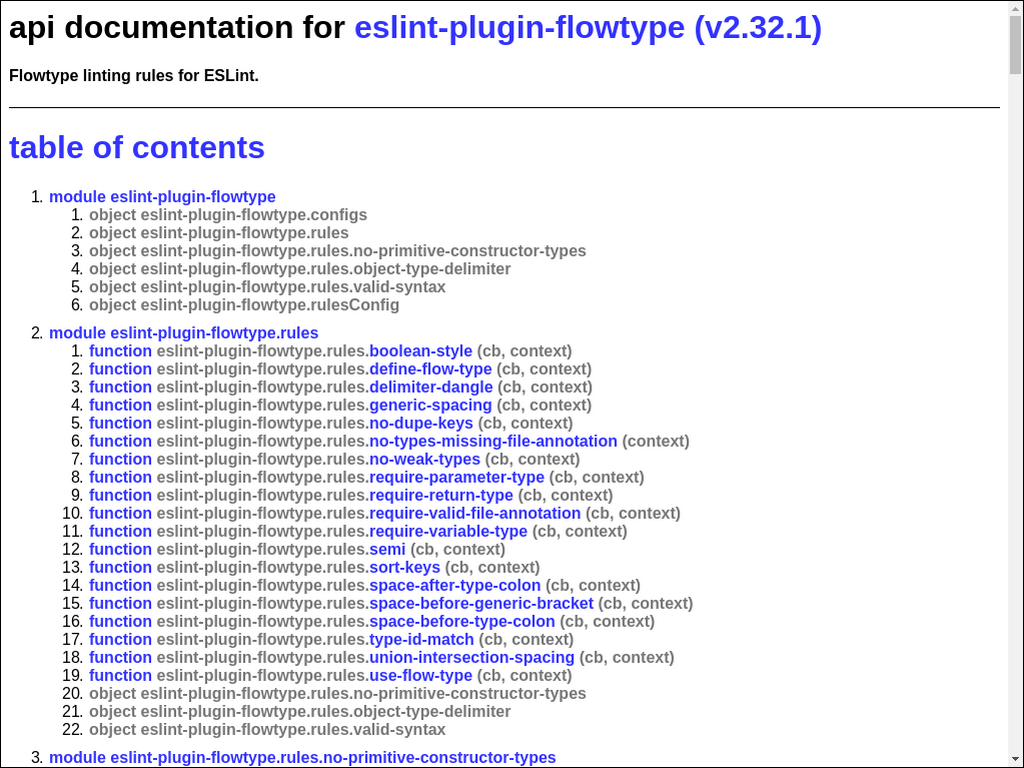 api documentation for eslint-plugin-flowtype (v2.32.1)
Flowtype linting rules for ESLint.
table of contents
1. module eslint-plugin-flowtype
1. object eslint-plugin-flowtype.configs
2. object eslint-plugin-flowtype.rules
3. object eslint-plugin-flowtype.rules.no-primitive-constructor-types
4. object eslint-plugin-flowtype.rules.object-type-delimiter
5. object eslint-plugin-flowtype.rules.valid-syntax
6. object eslint-plugin-flowtype.rulesConfig
2. module eslint-plugin-flowtype.rules
1. function eslint-plugin-flowtype.rules.boolean-style (cb, context)
2. function eslint-plugin-flowtype.rules.define-flow-type (cb, context)
3. function eslint-plugin-flowtype.rules.delimiter-dangle (cb, context)
4. function eslint-plugin-flowtype.rules.generic-spacing (cb, context)
5. function eslint-plugin-flowtype.rules.no-dupe-keys (cb, context)
6. function eslint-plugin-flowtype.rules.no-types-missing-file-annotation (context)
7. function eslint-plugin-flowtype.rules.no-weak-types (cb, context)
8. function eslint-plugin-flowtype.rules.require-parameter-type (cb, context)
9. function eslint-plugin-flowtype.rules.require-return-type (cb, context)
10. function eslint-plugin-flowtype.rules.require-valid-file-annotation (cb, context)
11. function eslint-plugin-flowtype.rules.require-variable-type (cb, context)
12. function eslint-plugin-flowtype.rules.semi (cb, context)
13. function eslint-plugin-flowtype.rules.sort-keys (cb, context)
14. function eslint-plugin-flowtype.rules.space-after-type-colon (cb, context)
15. function eslint-plugin-flowtype.rules.space-before-generic-bracket (cb, context)
16. function eslint-plugin-flowtype.rules.space-before-type-colon (cb, context)
17. function eslint-plugin-flowtype.rules.type-id-match (cb, context)
18. function eslint-plugin-flowtype.rules.union-intersection-spacing (cb, context)
19. function eslint-plugin-flowtype.rules.use-flow-type (cb, context)
20. object eslint-plugin-flowtype.rules.no-primitive-constructor-types
21. object eslint-plugin-flowtype.rules.object-type-delimiter
22. object eslint-plugin-flowtype.rules.valid-syntax
3. module eslint-plugin-flowtype.rules.no-primitive-constructor-types